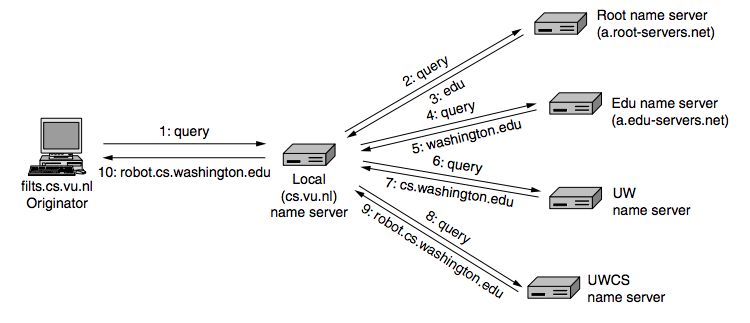 Root name server
(a.root-servers.net)
2: query
3: edu
4: query
Edu name server
(a.edu-servers.net)
1: query
5: washington.edu
10: robot.cs.washington.edu
6: query
filts.cs.vu.nl
Originator
Local
(cs.vu.nl)
name server
7: cs.washington.edu
UW
name server
8: query
9: robot.cs.washington.edu
UWCS
name server